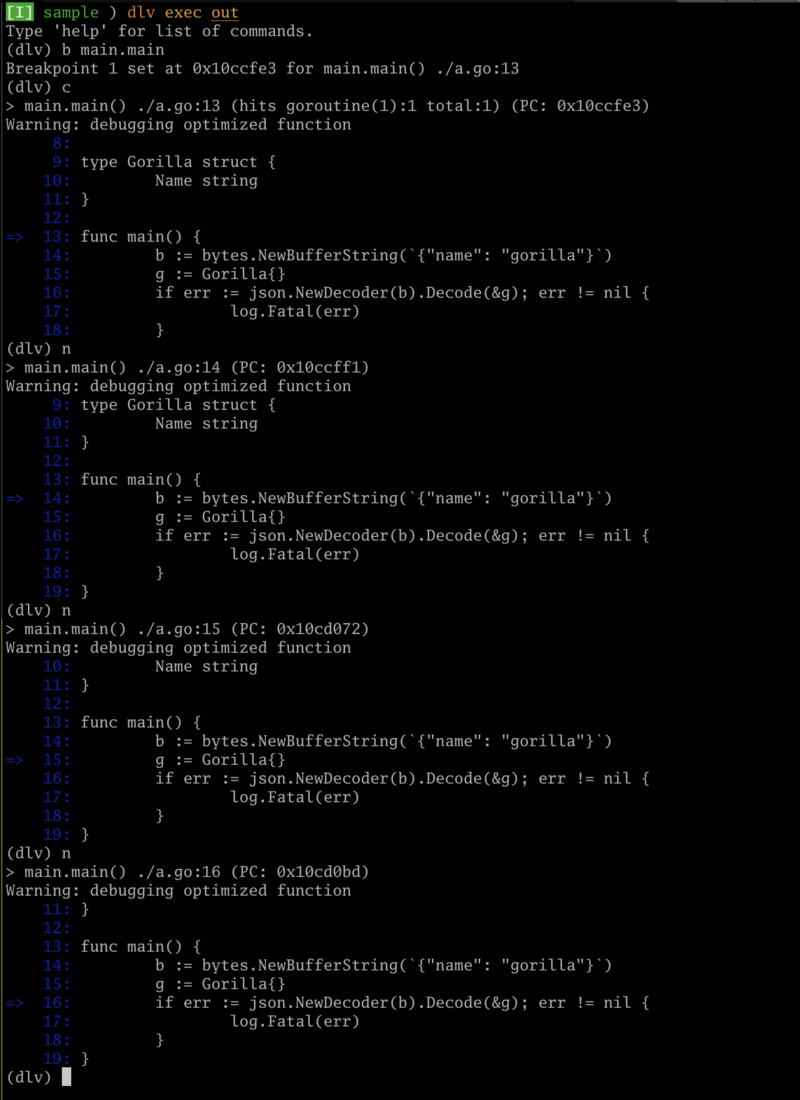 [I] sample ) dlv exec out
Type 'help' for list of commands.
(dlv) b main.main
Breakpoint 1 set at 0x10ccfe3 for main.main() ./a.go:13
(dlv) c
> main.main() ./a.go:13 (hits goroutine(1):1 total:1) (PC: 0x10ccfe3)
Warning: debugging optimized function
     8:
     9: type Gorilla struct {
    10:         Name string
    11: }
    12:
=>  13: func main() {
    14:         b := bytes.NewBufferString(`{"name": "gorilla"}`)
    15:         g := Gorilla{}
    16:         if err := json.NewDecoder(b).Decode(&g); err != nil {
    17:                 log.Fatal(err)
    18:         }
(dlv) n
> main.main() ./a.go:14 (PC: 0x10ccff1)
Warning: debugging optimized function
     9: type Gorilla struct {
    10:         Name string
    11: }
    12:
    13: func main() {
=>  14:         b := bytes.NewBufferString(`{"name": "gorilla"}`)
    15:         g := Gorilla{}
    16:         if err := json.NewDecoder(b).Decode(&g); err != nil {
    17:                 log.Fatal(err)
    18:         }
    19: }
(dlv) n
> main.main() ./a.go:15 (PC: 0x10cd072)
Warning: debugging optimized function
    10:         Name string
    11: }
    12:
    13: func main() {
    14:         b := bytes.NewBufferString(`{"name": "gorilla"}`)
=>  15:         g := Gorilla{}
    16:         if err := json.NewDecoder(b).Decode(&g); err != nil {
    17:                 log.Fatal(err)
    18:         }
    19: }
(dlv) n
> main.main() ./a.go:16 (PC: 0x10cd0bd)
Warning: debugging optimized function
    11: }
    12:
    13: func main() {
    14:         b := bytes.NewBufferString(`{"name": "gorilla"}`)
    15:         g := Gorilla{}
=>  16:         if err := json.NewDecoder(b).Decode(&g); err != nil {
    17:                 log.Fatal(err)
    18:         }
    19: }
(dlv)